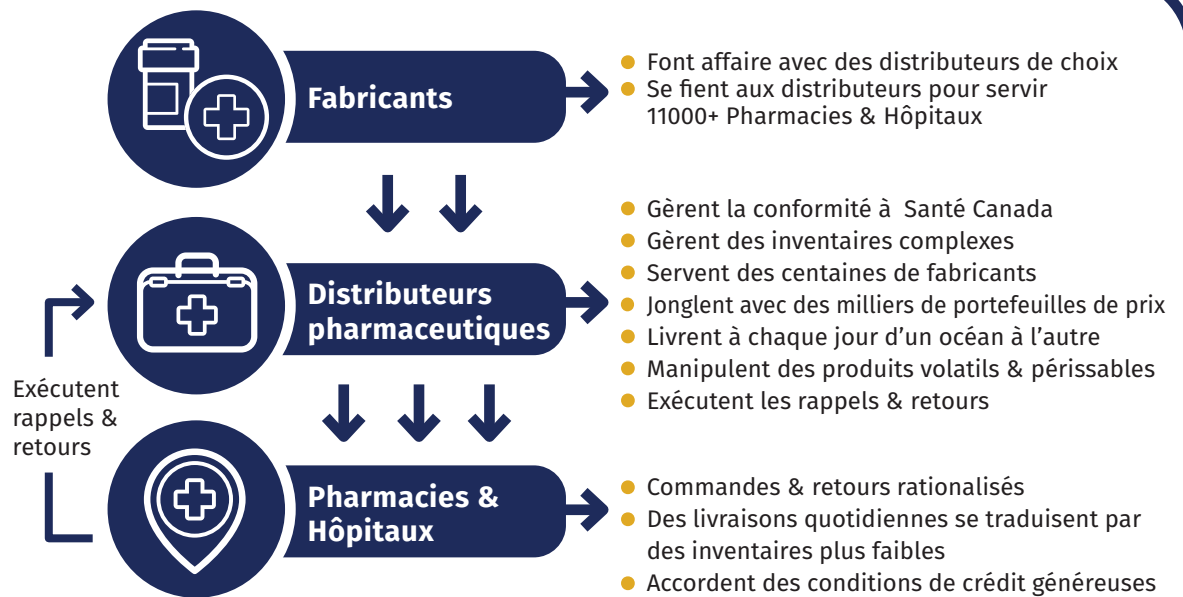 Fabricants
Font affaire avec des distributeurs de choix
Se fient aux distributeurs pour servir
11000+ Pharmacies & Hôpitaux
Distributeurs
pharmaceutiques
Gèrent la conformité à Santé Canada
Gèrent des inventaires complexes
Servent des centaines de fabricants
Jonglent avec des milliers de portefeuilles de prix
Livrent à chaque jour d’un océan à l’autre
Manipulent des produits volatils & périssables
Exécutent les rappels & retours
Exécutent
rappels &
retours
Pharmacies &
Hôpitaux
Commandes & retours rationalisés
Des livraisons quotidiennes se traduisent par
des inventaires plus faibles
Accordent des conditions de crédit généreuses